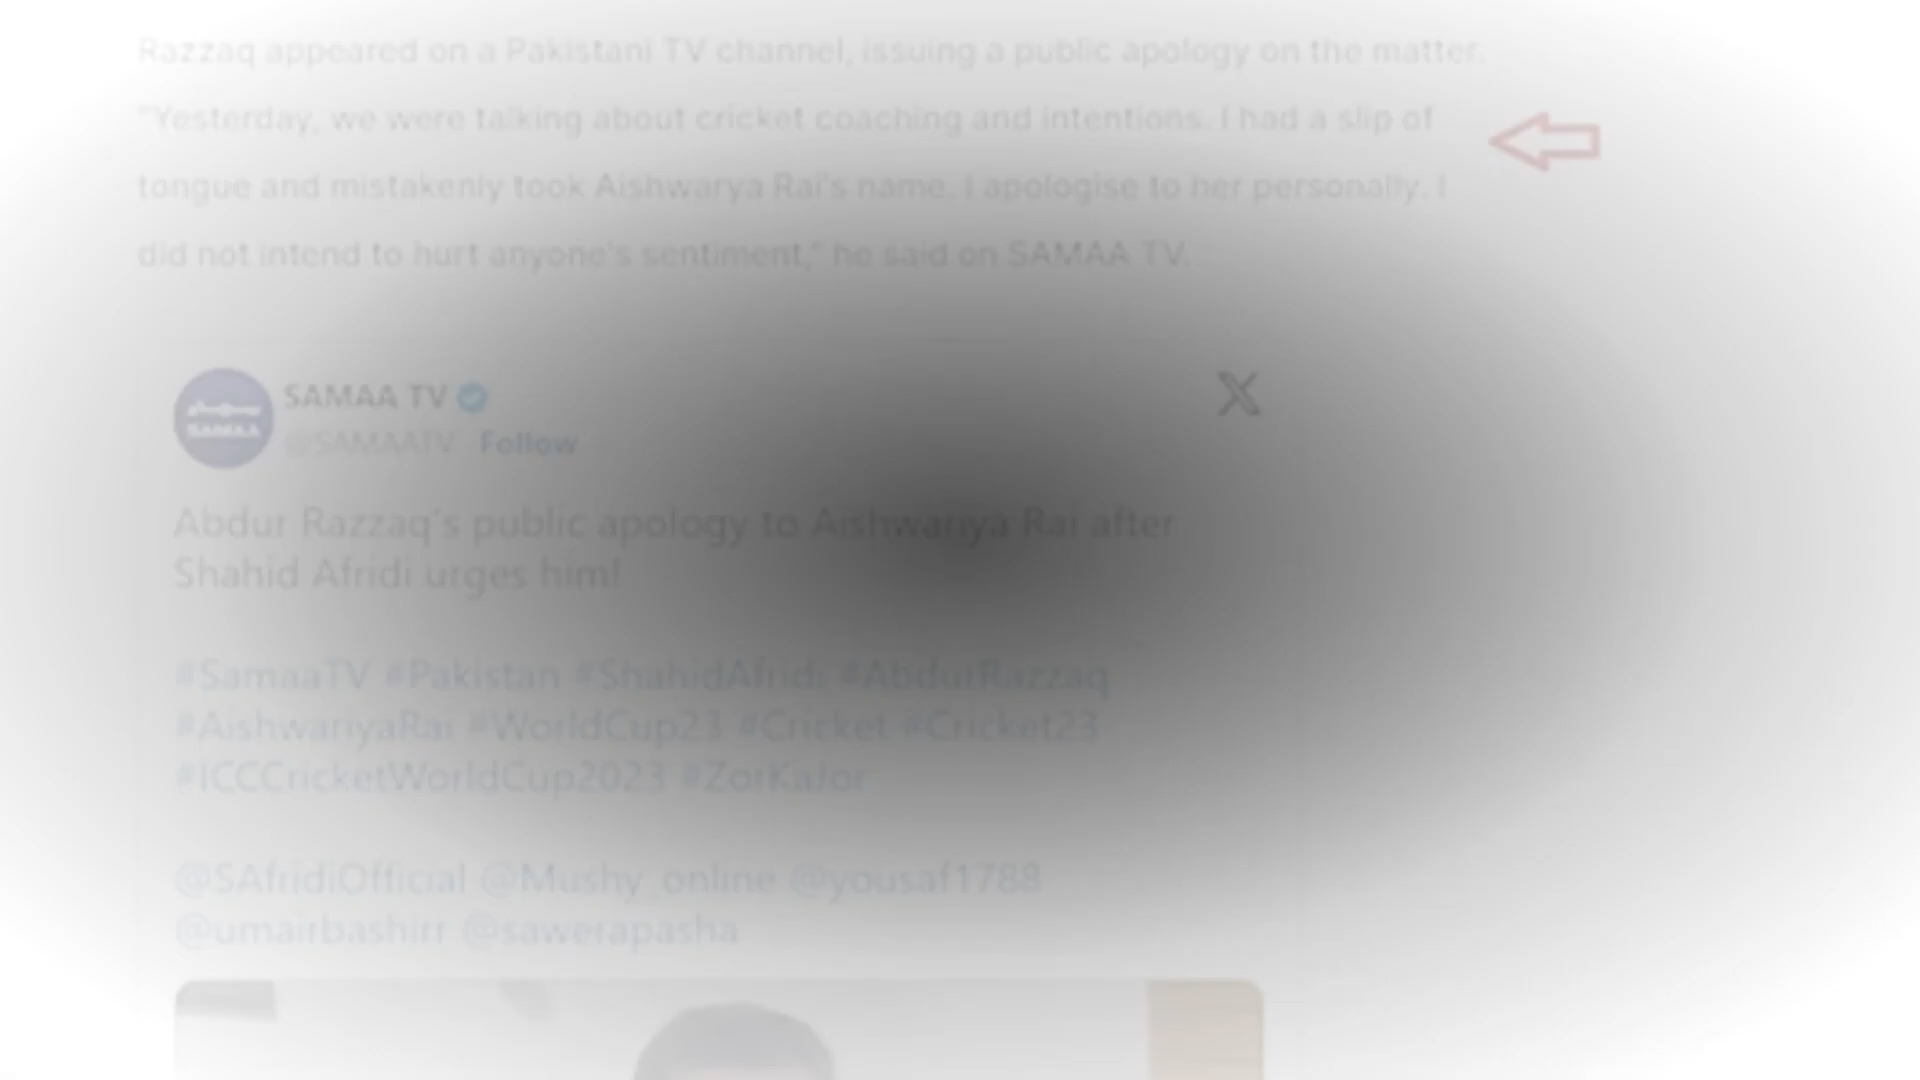 Razzaq appeared on a Pakistani TV channel, issuing a public apology on the matter.
"Yesterday, we were talking about cricket coaching and intentions. I had a slip of
tongue and mistakenly took Aishwarya Rai's name. I apologise to her personally. I
did not intend to hurt anyone's sentiment," he said on SAMAA TV.
SAMAA TV
SAMAA
@SAMAATV Follow
Abdur Razzaq's public apology to Aishwariya Rai after
Shahid Afridi urges him!
#SamaaTV #Pakistan #ShahidAfridi #AbdurRazzaq
#AishwariyaRai #WorldCup23 #Cricket #Cricket23
#ICCCricketWorldCup2023 #ZorKaJor
@SAfridiOfficial @Mushy_online @yousaf1788
@umairbashirr @sawerapasha